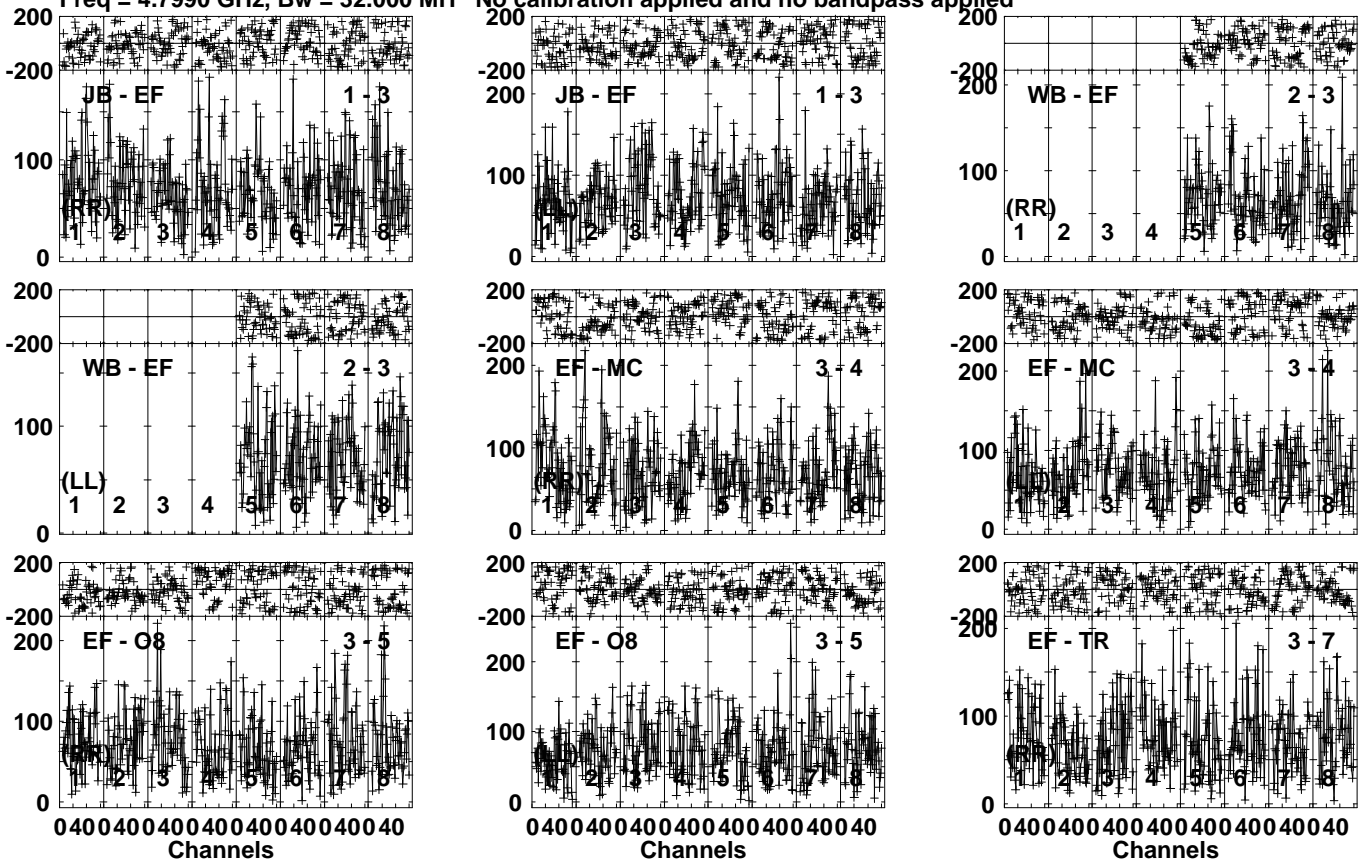 Freq = 4.7990 GHz, Bw = 32.000 MH No calibration applied and no bandpass applied
200 200 200
-200 -200 -200
200 200
JB - EF 1 - 3 JB - EF 1 - 3 WB - EF 2 - 3
100 100 100
(RR) (LL) (RR)
1 2 3 4 5 6 7 8 1 2 3 4 5 6 7 8 1 2 3 4 5 6 7 8
0 0 0
200 200 200
-200 -200 -200
200 200
WB - EF 2 - 3 EF - MC 3 - 4 EF - MC 3 - 4
100 100 100
(LL) (RR) (LL)
1 2 3 4 5 6 7 8 1 2 3 4 5 6 7 8 1 2 3 4 5 6 7 8
0 0 0
200 200 200
-200 -200 -200
200 200 200
EF - O8 3 - 5 EF - O8 3 - 5 EF - TR 3 - 7
100 100 100
(RR) (LL) (RR)
1 2 3 4 5 6 7 8 1 2 3 4 5 6 7 8 1 2 3 4 5 6 7 8
0 0 0
0 40 0 40 0 40 0 40 0 40 0 40 0 40 0 40 0 40 0 40 0 40 0 40 0 40 0 40 0 40 0 40 0 40 0 40 0 40 0 40 0 40 0 40 0 40 0 40
Channels Channels Channels